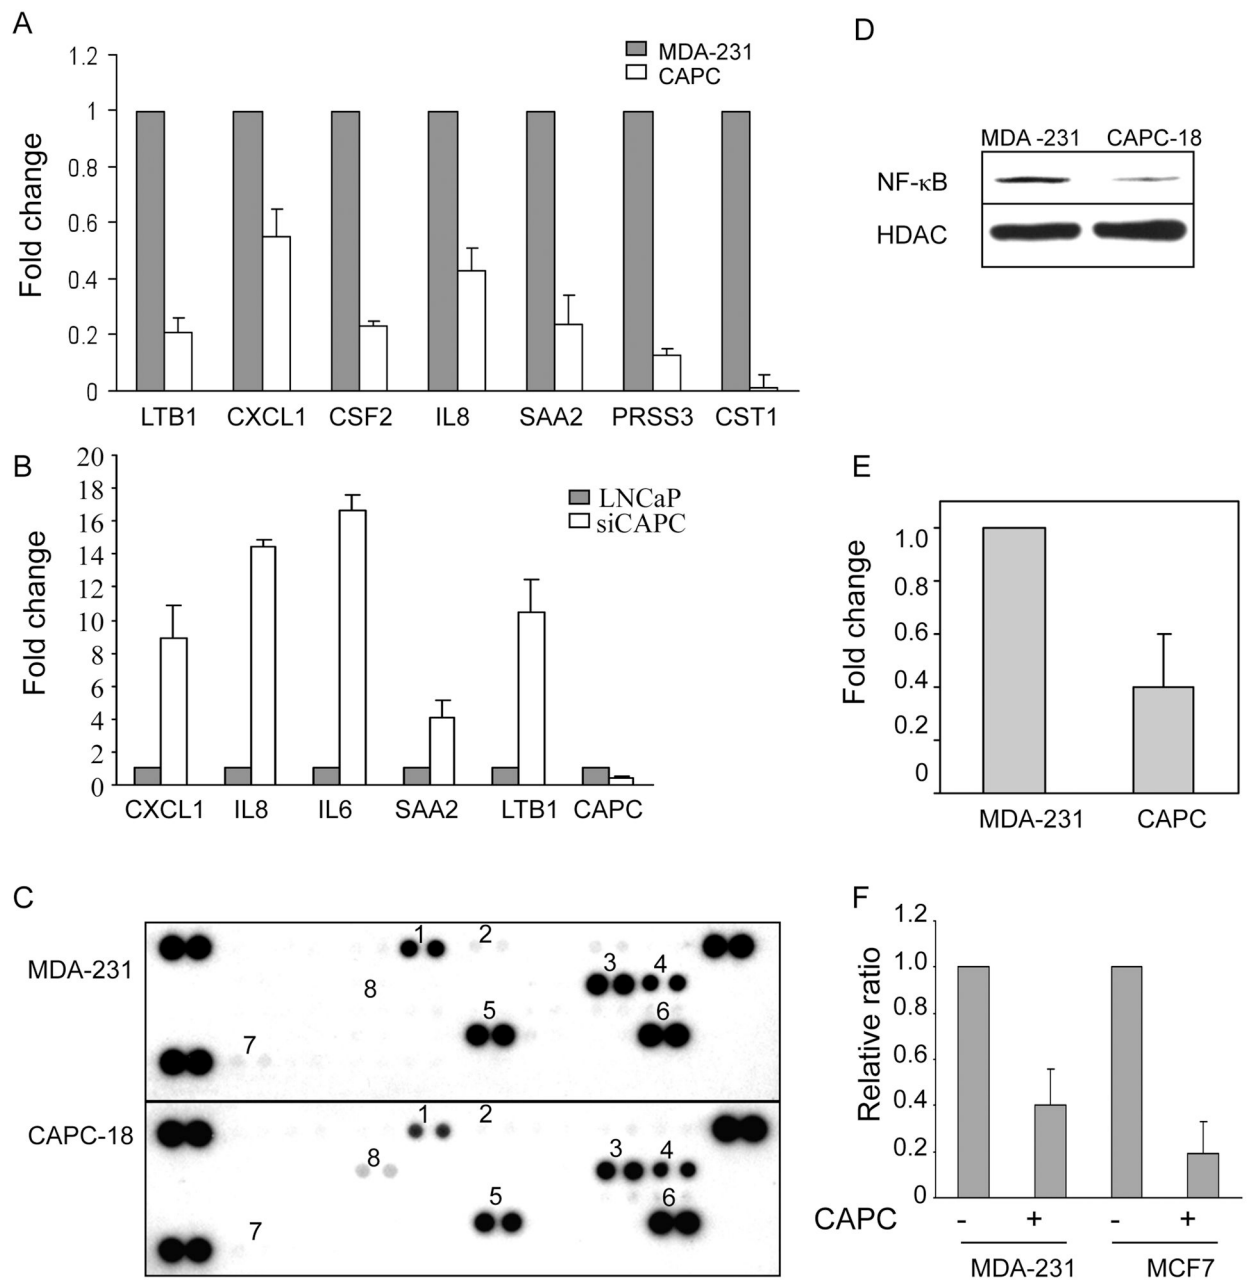 A
1.2
1
0.8
0.6
0.4
0.2
0
Fold change
MDA-231
CAPC
LTB1 CXCL1 CSF2 IL8 SAA2 PRSS3 CST1
B
20
18
16
14
12
10
8
6
4
2
0
Fold change
LNCaP
siCAPC
CXCL1 IL8 IL6 SAA2 LTB1 CAPC
C
MDA-231
1 2
3 4
8
5 6
7
CAPC-18
1 2
3 4
8
5 6
7
D
MDA -231 CAPC-18
NF-κB
HDAC
E
1.0
0.8
0.6
0.4
0.2
0
Fold change
MDA-231 CAPC
F
1.2
1.0
0.8
0.6
0.4
0.2
0
Relative ratio
CAPC - + - +
MDA-231 MCF7